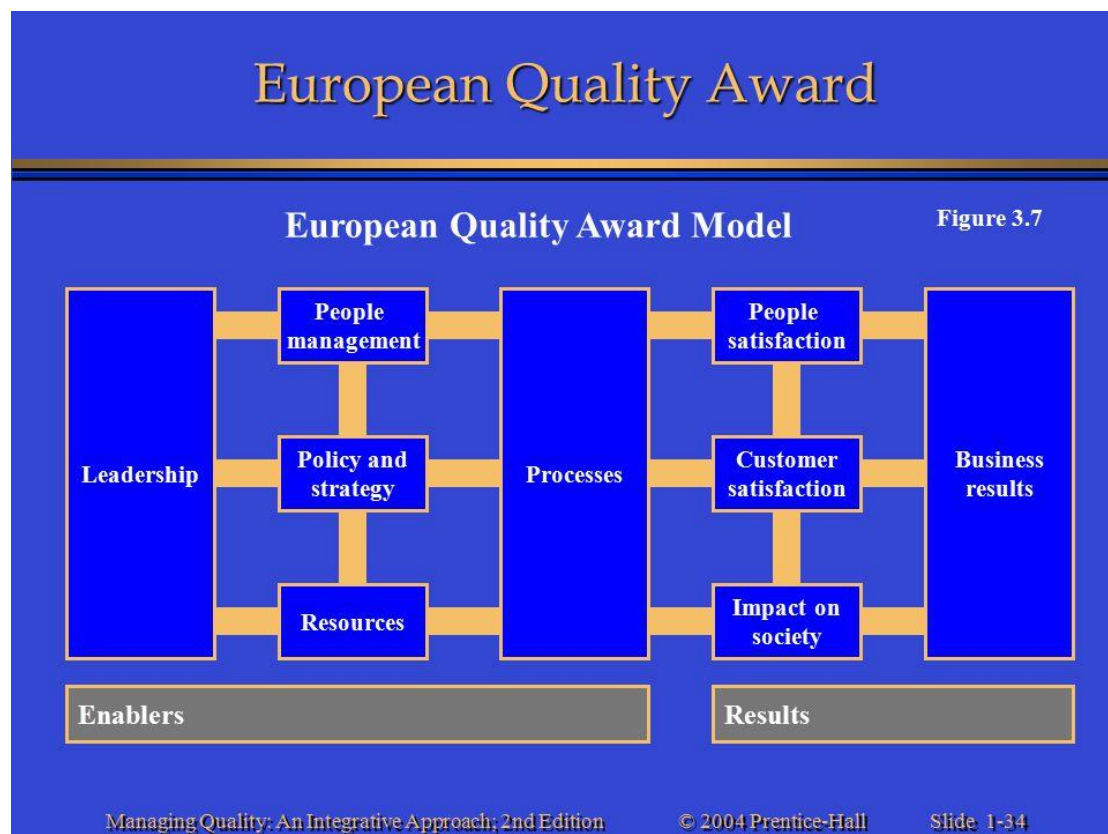 European Quality Award
European Quality Award Model
Figure 3.7
People
management
People
satisfaction
Leadership
Policy and
strategy
Processes
Customer
satisfaction
Business
results
Resources
Impact on
society
Enablers
Results
Managing Quality: An Integrative Approach; 2nd Edition © 2004 Prentice-Hall Slide 1-34